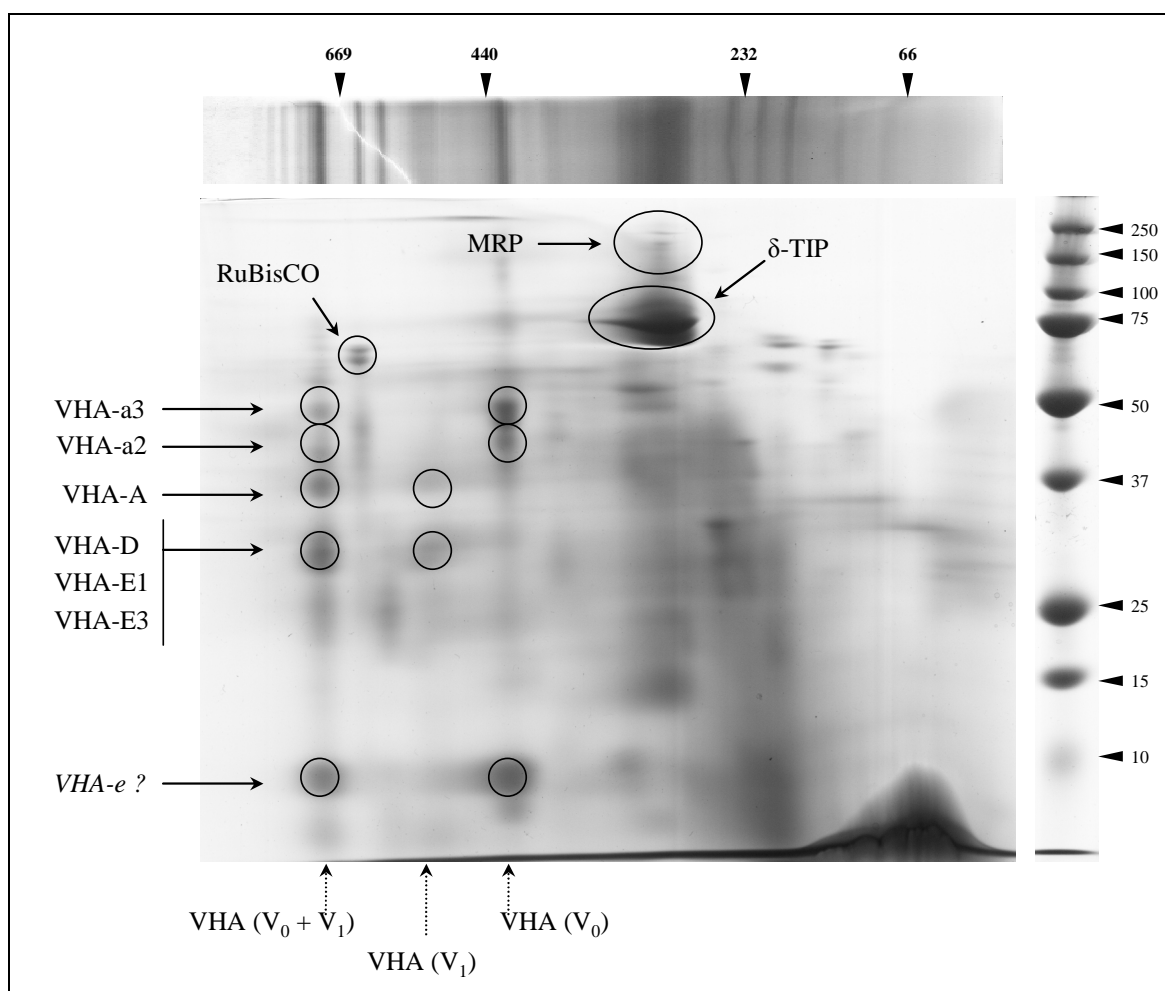 669 440 232 66
MRP
δ-TIP
RuBisCO
250
150
100
75
VHA-a3
50
VHA-a2
VHA-A
37
VHA-D
VHA-E1
VHA-E3
25
15
VHA-e ?
10
VHA (V₀ + V₁)
VHA (V₀)
VHA (V₁)